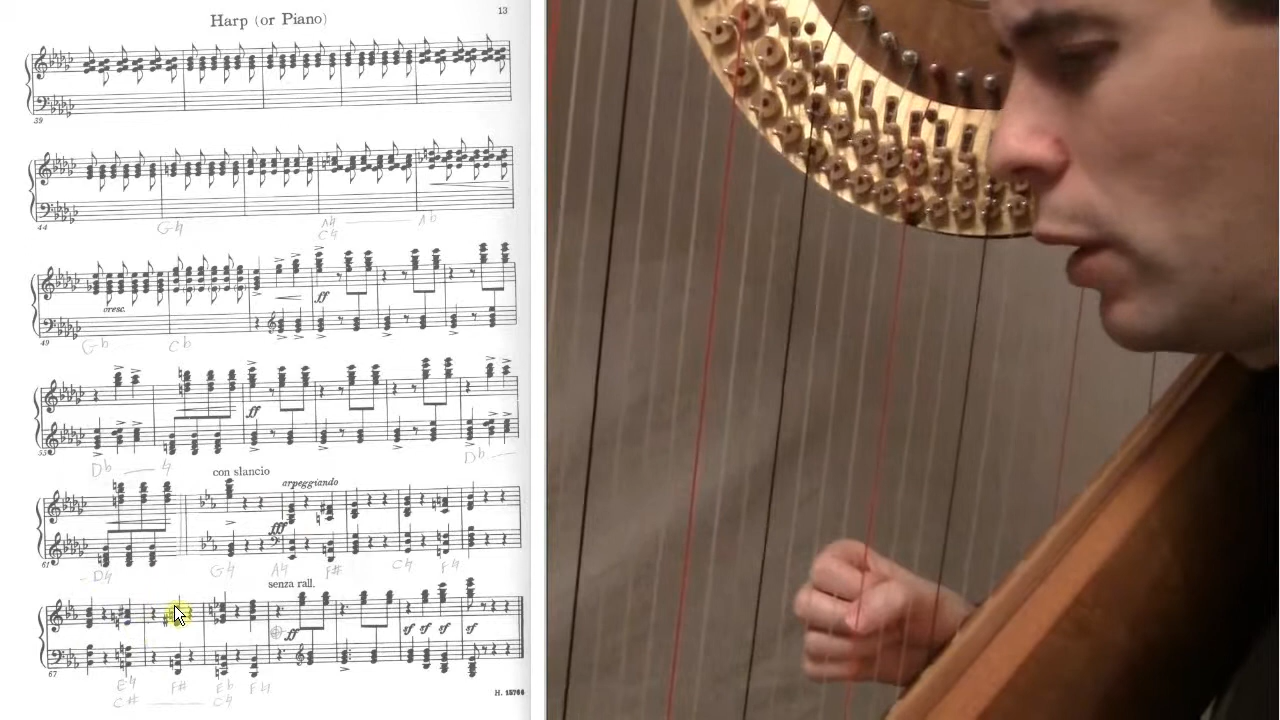 Harp (or Piano)
13
39
44
G♮
A♮ A♭
C♮
cresc.
ff
49
G♭ C♭
ff
55
D♭ ♮ D♭
con slancio
arpeggiando
fff
61
D♮ G♮ A♮ F# C♮ F♮
senza rall.
ff sf sf sf sf
67
E♮ F# E♭ F♮
C# C♮
H. 15766